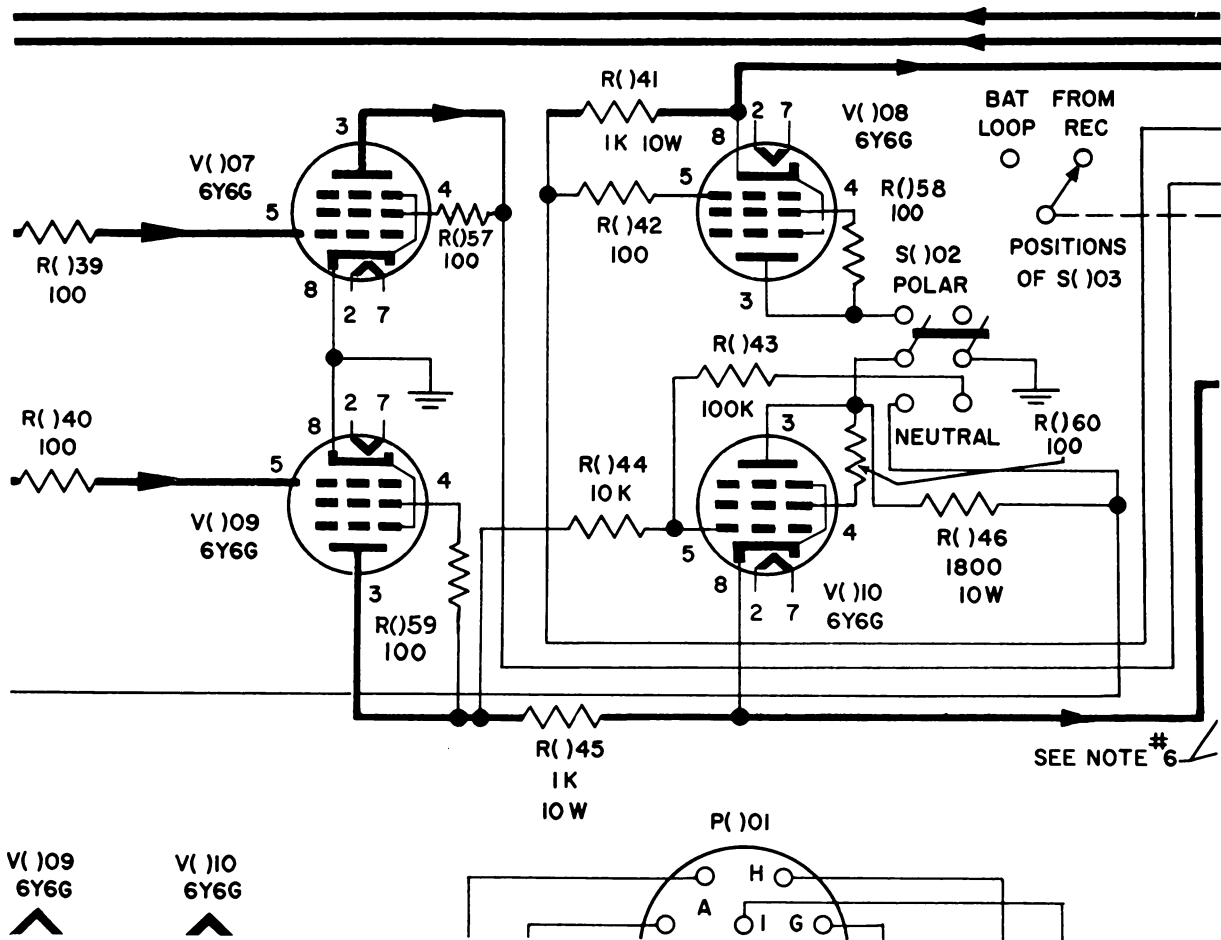 R( )41
1K 10W
2 7
8
V( )08
6Y6G
BAT
LOOP
FROM
REC
3
V( )07
6Y6G
5
4
R()57
100
R( )39
100
8
2 7
5
R( )42
100
4
R()58
100
3
S( )02
POLAR
POSITIONS
OF S( )03
R( )43
100K
3
NEUTRAL
R()60
100
R( )40
100
2 7
8
5
4
V( )09
6Y6G
3
R()59
100
R( )44
10K
5
4
8
2 7
V( )10
6Y6G
R( )46
1800
10W
R( )45
1K
10W
SEE NOTE #6
P( )01
H
A
I
G
V( )09
6Y6G
V( )10
6Y6G